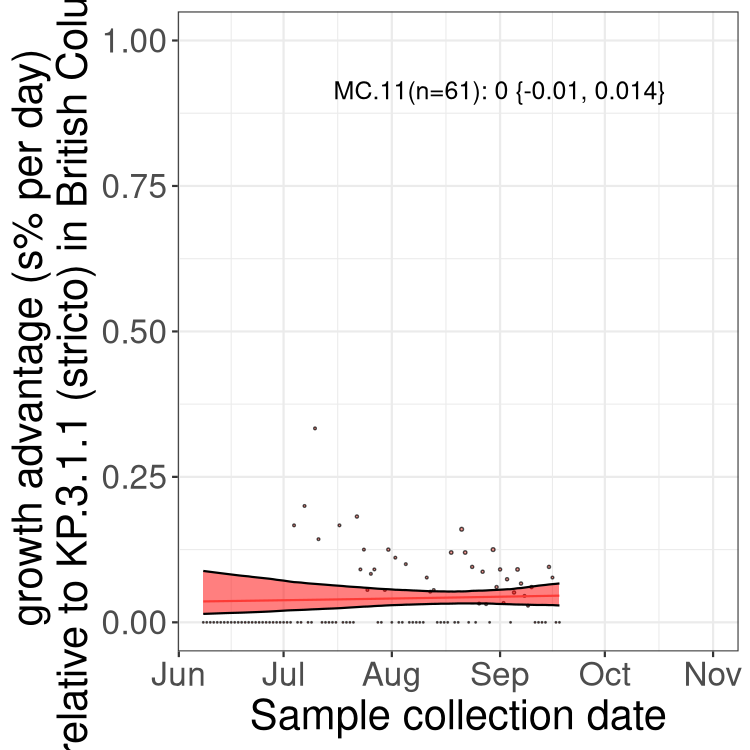 growth advantage (s% per day)
relative to KP.3.1.1 (stricto) in British Colu
1.00
0.75
0.50
0.25
0.00
MC.11(n=61): 0 {-0.01, 0.014}
Jun Jul Aug Sep Oct Nov
Sample collection date